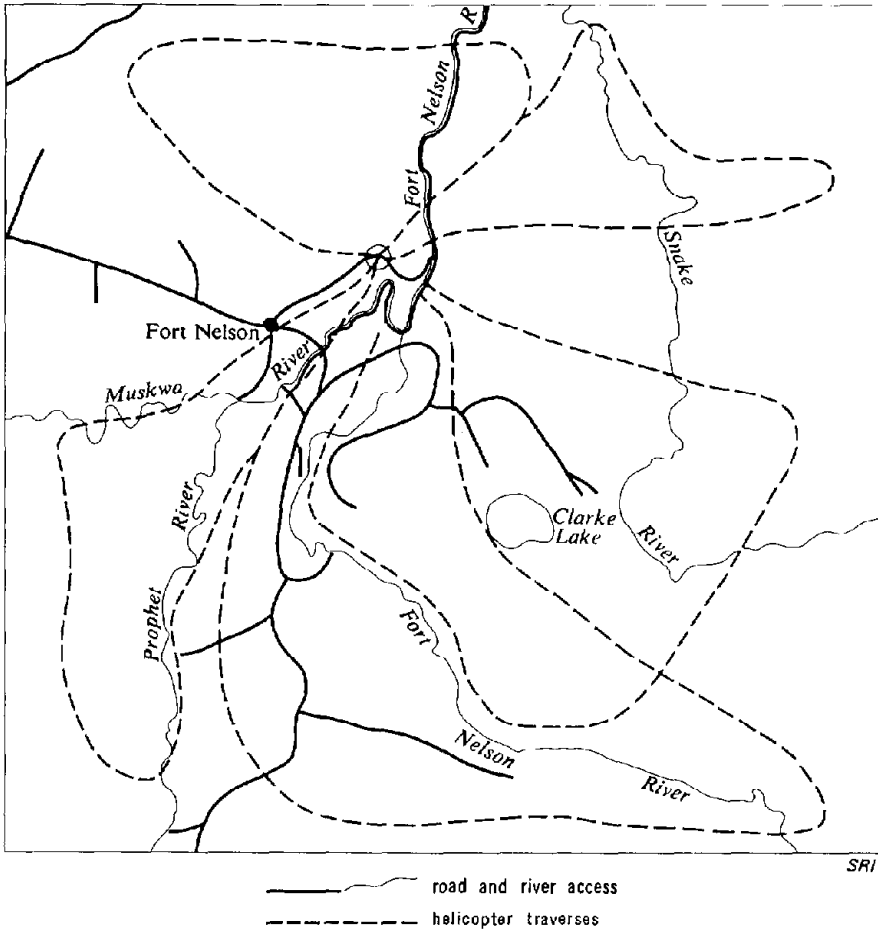 R
Nelson
Fort
Snake
Fort Nelson
River
Muskwa
River
Clarke
Lake
River
Prophet
Fort
Nelson
River
SRI
road and river access
helicopter traverses